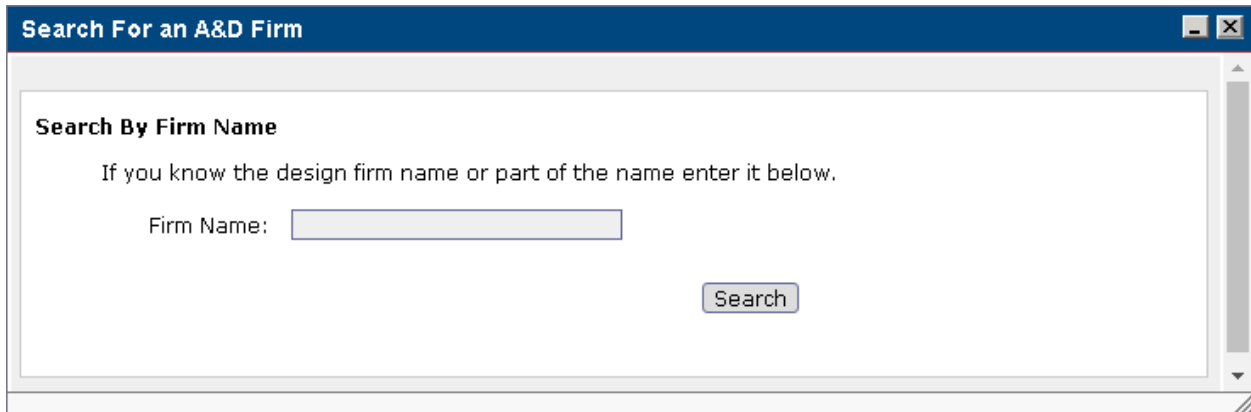 Search For an A&D Firm
Search By Firm Name
If you know the design firm name or part of the name enter it below.
Firm Name:
Search